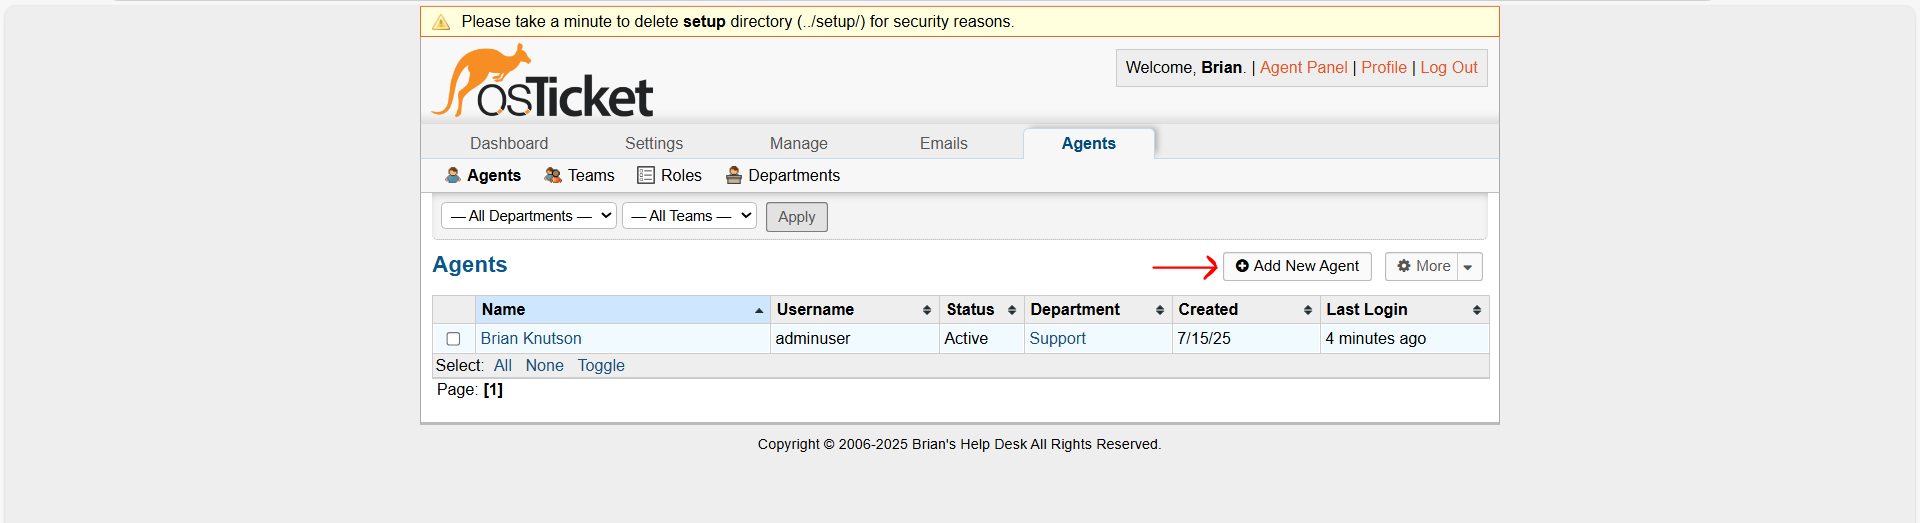 Please take a minute to delete setup directory (../setup/) for security reasons.
osTicket
Welcome, Brian. | Agent Panel | Profile | Log Out
Dashboard Settings Manage Emails Agents
Agents Teams Roles Departments
— All Departments — — All Teams — Apply
Agents Add New Agent More
Name Username Status Department Created Last Login
Brian Knutson adminuser Active Support 7/15/25 4 minutes ago
Select: All None Toggle
Page: [1]
Copyright © 2006-2025 Brian's Help Desk All Rights Reserved.